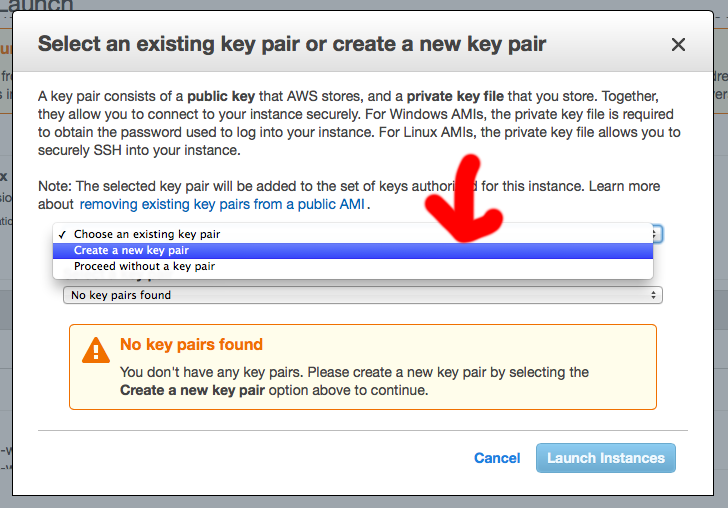 Launch
Select an existing key pair or create a new key pair
A key pair consists of a public key that AWS stores, and a private key file that you store. Together,
they allow you to connect to your instance securely. For Windows AMIs, the private key file is required
to obtain the password used to log into your instance. For Linux AMIs, the private key file allows you to
securely SSH into your instance.
Note: The selected key pair will be added to the set of keys for this instance. Learn more
about removing existing key pairs from a public AMI.
✓ Choose an existing key pair
Create a new key pair
Proceed without a key pair
No key pairs found
No key pairs found
You don't have any key pairs. Please create a new key pair by selecting the
Create a new key pair option above to continue.
Cancel Launch Instances